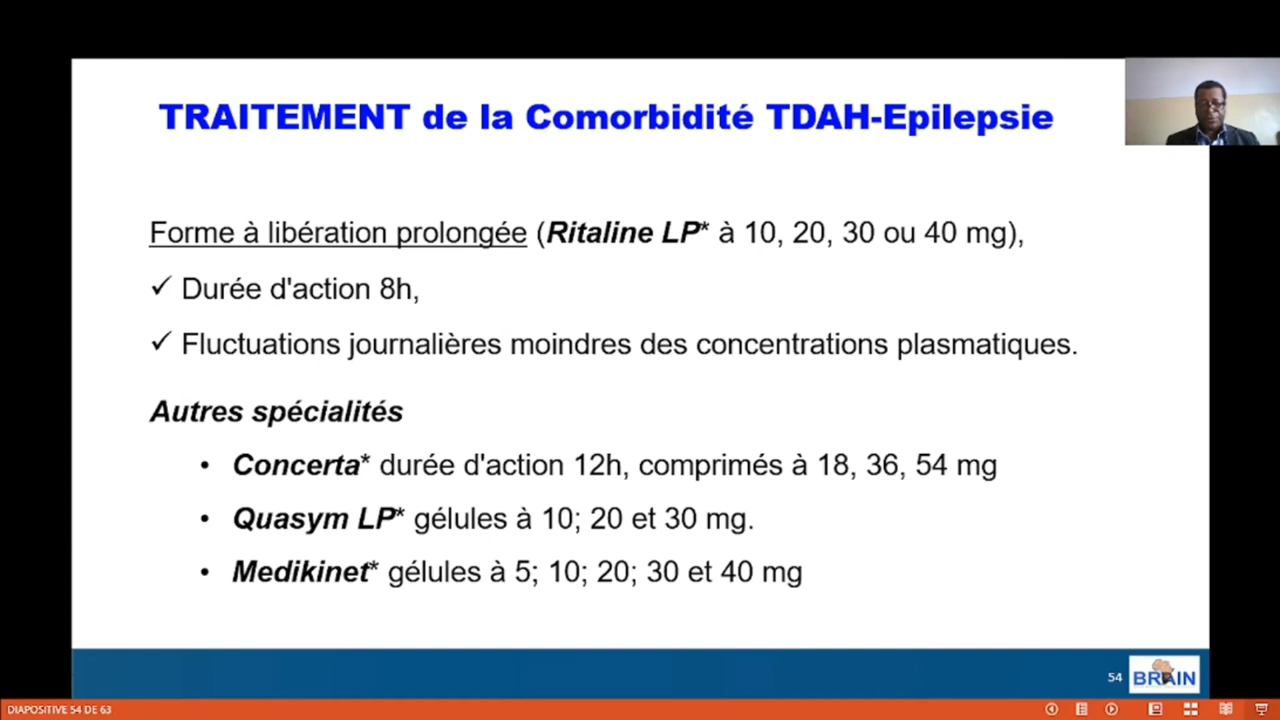 TRAITEMENT de la Comorbidité TDAH-Epilepsie
Forme à libération prolongée (Ritaline LP* à 10, 20, 30 ou 40 mg),
✓ Durée d'action 8h,
✓ Fluctuations journalières moindres des concentrations plasmatiques.
Autres spécialités
• Concerta* durée d'action 12h, comprimés à 18, 36, 54 mg
• Quasym LP* gélules à 10; 20 et 30 mg.
• Medikinet* gélules à 5; 10; 20; 30 et 40 mg
54
BRAIN
DIAPOSITIVE 54 DE 63